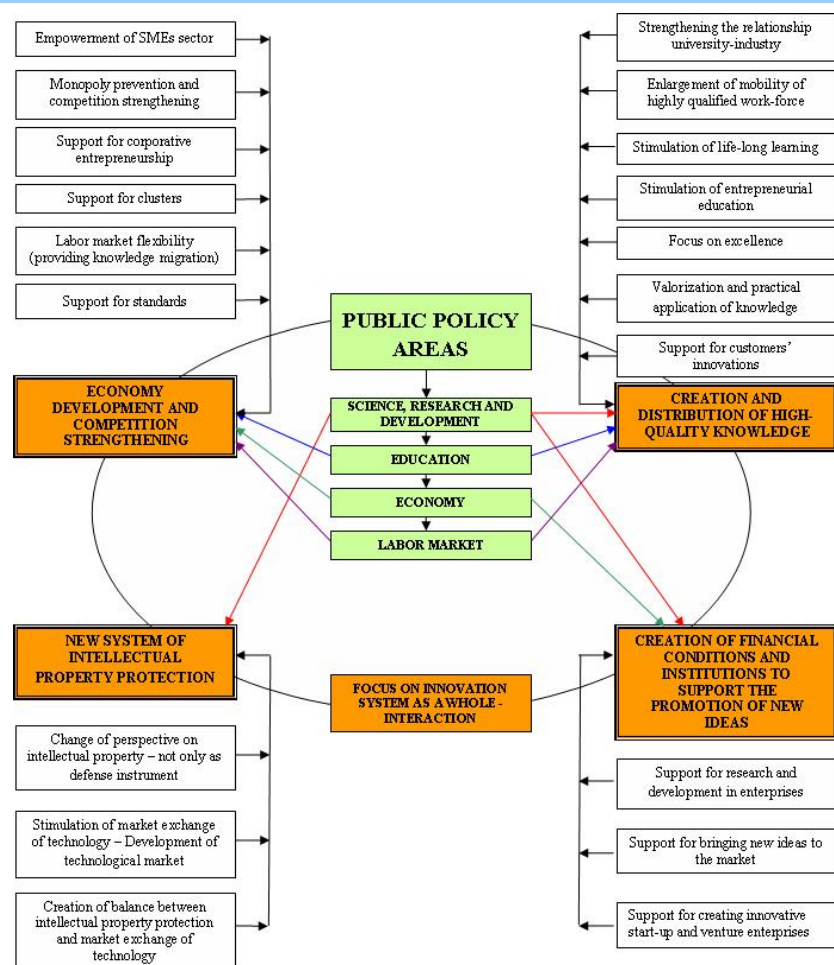 Empowerment of SMEs sector
Monopoly prevention and
competition strengthening
Support for corporative
entrepreneurship
Support for clusters
Labor market flexibility
(providing knowledge migration)
Support for standards
Strengthening the relationship
university-industry
Enlargement of mobility of
highly qualified work-force
Stimulation of life-long learning
Stimulation of entrepreneurial
education
Focus on excellence
Valorization and practical
application of knowledge
Support for customers'
innovations
PUBLIC POLICY
AREAS
ECONOMY
DEVELOPMENT AND
COMPETITION
STRENGTHENING
SCIENCE, RESEARCH AND
DEVELOPMENT
EDUCATION
ECONOMY
LABOR MARKET
CREATION AND
DISTRIBUTION OF HIGH-
QUALITY KNOWLEDGE
NEW SYSTEM OF
INTELLECTUAL
PROPERTY PROTECTION
FOCUS ON INNOVATION
SYSTEM AS A WHOLE -
INTERACTION
CREATION OF FINANCIAL
CONDITIONS AND
INSTITUTIONS TO
SUPPORT THE
PROMOTION OF NEW
IDEAS
Change of perspective on
intellectual property – not only as
defense instrument
Stimulation of market exchange
of technology – Development of
technological market
Creation of balance between
intellectual property protection
and market exchange of
technology
Support for research and
development in enterprises
Support for bringing new ideas to
the market
Support for creating innovative
start-up and venture enterprises